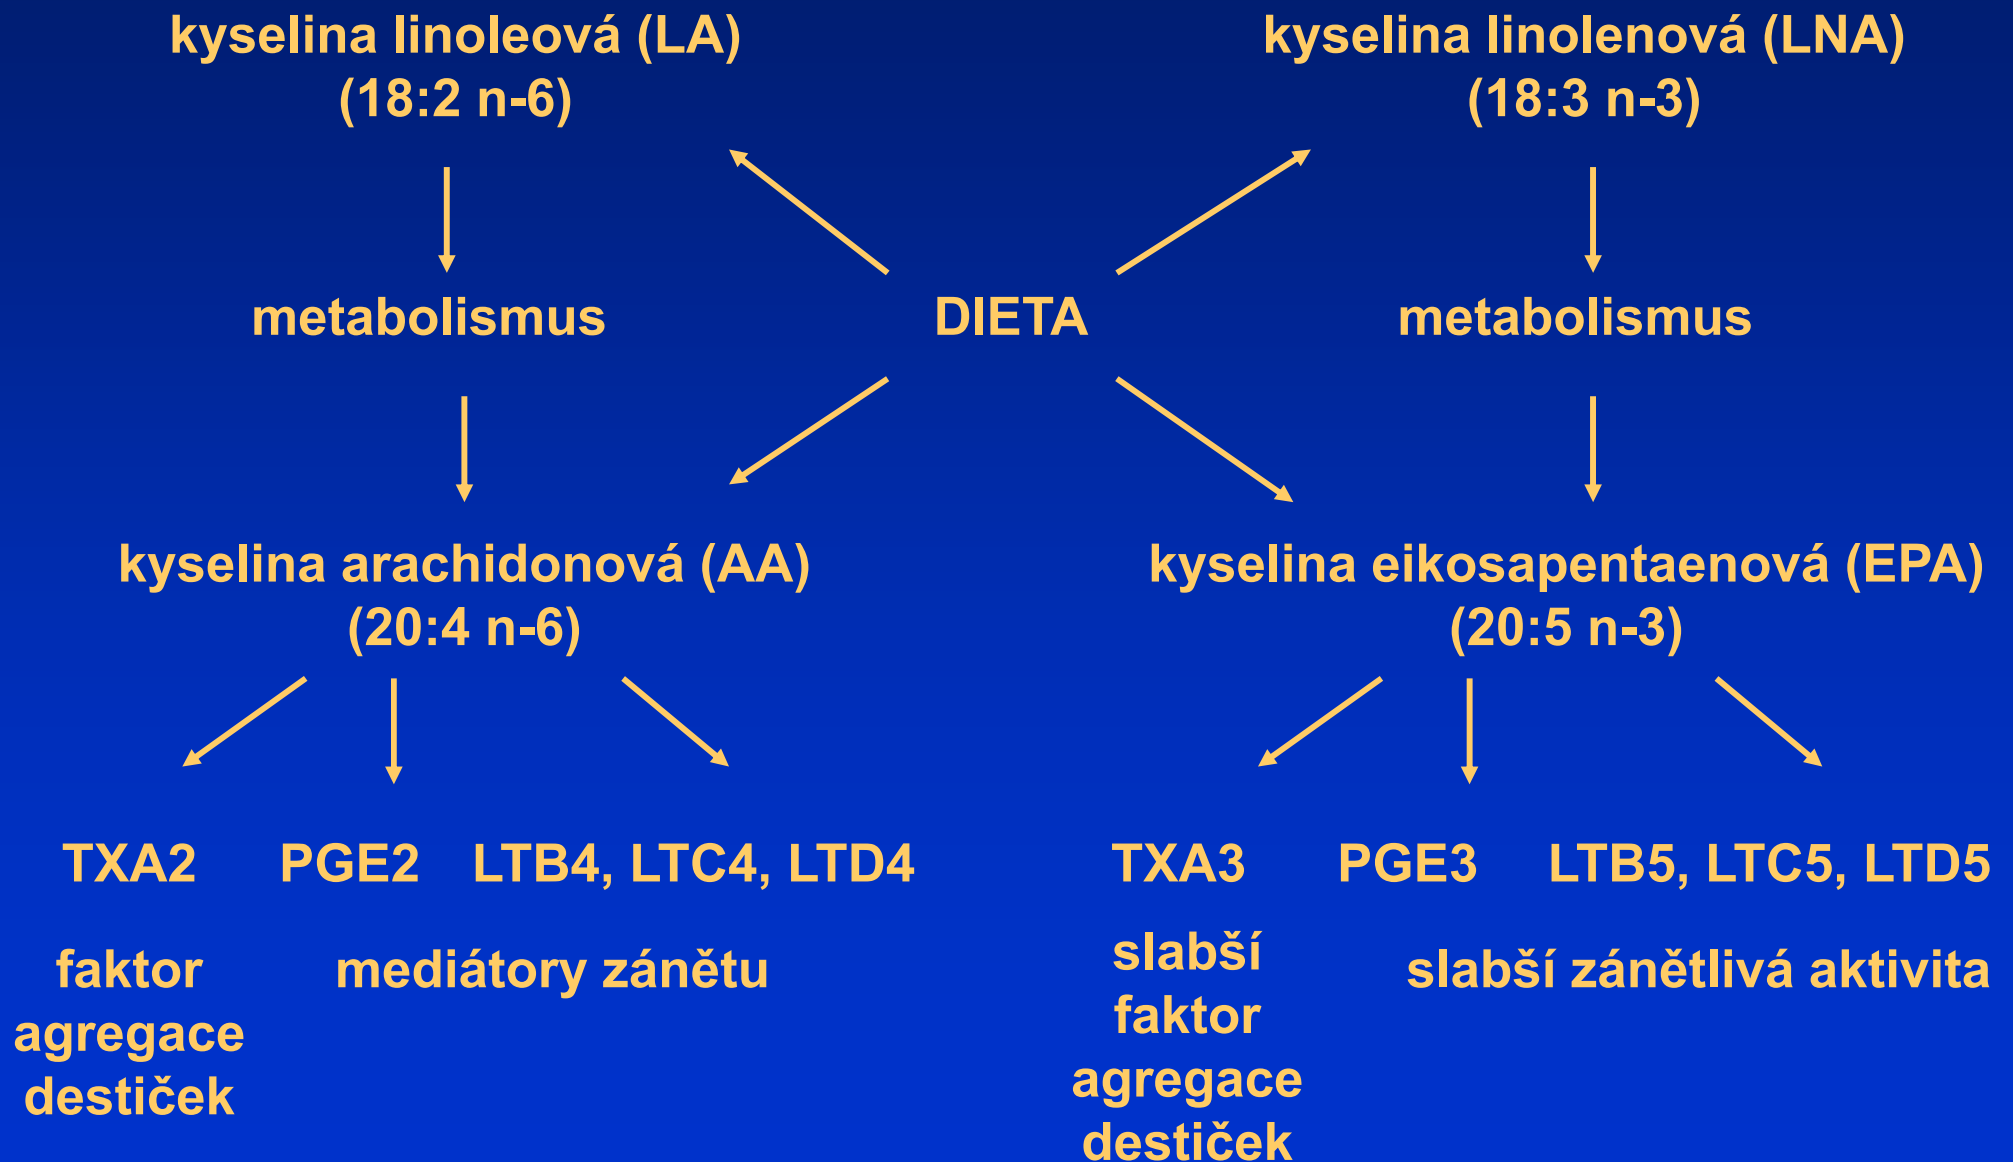 kyselina linoleová (LA)
(18:2 n-6)
kyselina linolenová (LNA)
(18:3 n-3)
metabolismus
DIETA
metabolismus
kyselina arachidonová (AA)
(20:4 n-6)
kyselina eikosapentaenová (EPA)
(20:5 n-3)
TXA2
PGE2
LTB4, LTC4, LTD4
TXA3
PGE3
LTB5, LTC5, LTD5
faktor
agregace
destiček
mediátory zánětu
slabší
faktor
agregace
destiček
slabší zánětlivá aktivita